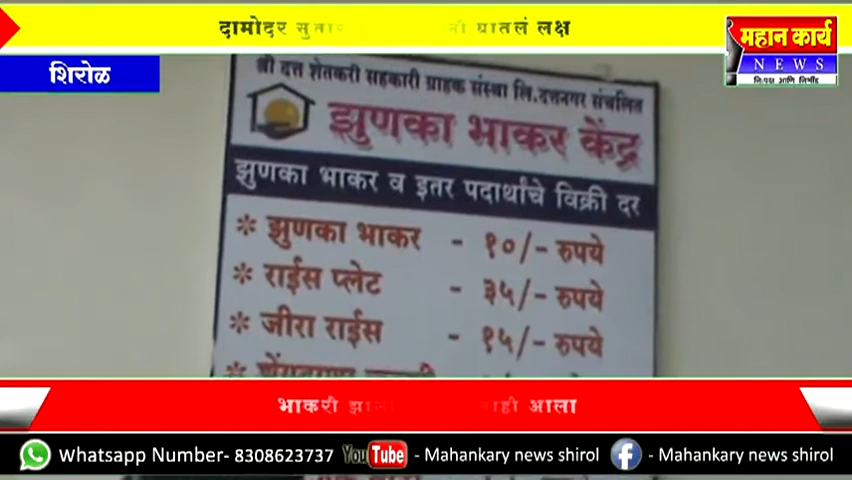 दामोदर लक्ष
महान कार्य
NEWS
शिरोळ
श्री दत्त शेतकरी सहकारी ग्राहक संस्था लि.दत्तनगर संचलित
झुणका भाकर केंद्र
झुणका भाकर व इतर पदार्थांचे विक्री दर
* झुणका भाकर - १०/- रुपये
* राईस प्लेट - ३५/- रुपये
* जीरा राईस - १५/- रुपये
भाकरी आला
Whatsapp Number- 8308623737 YouTube - Mahankary news shirol f - Mahankary news shirol